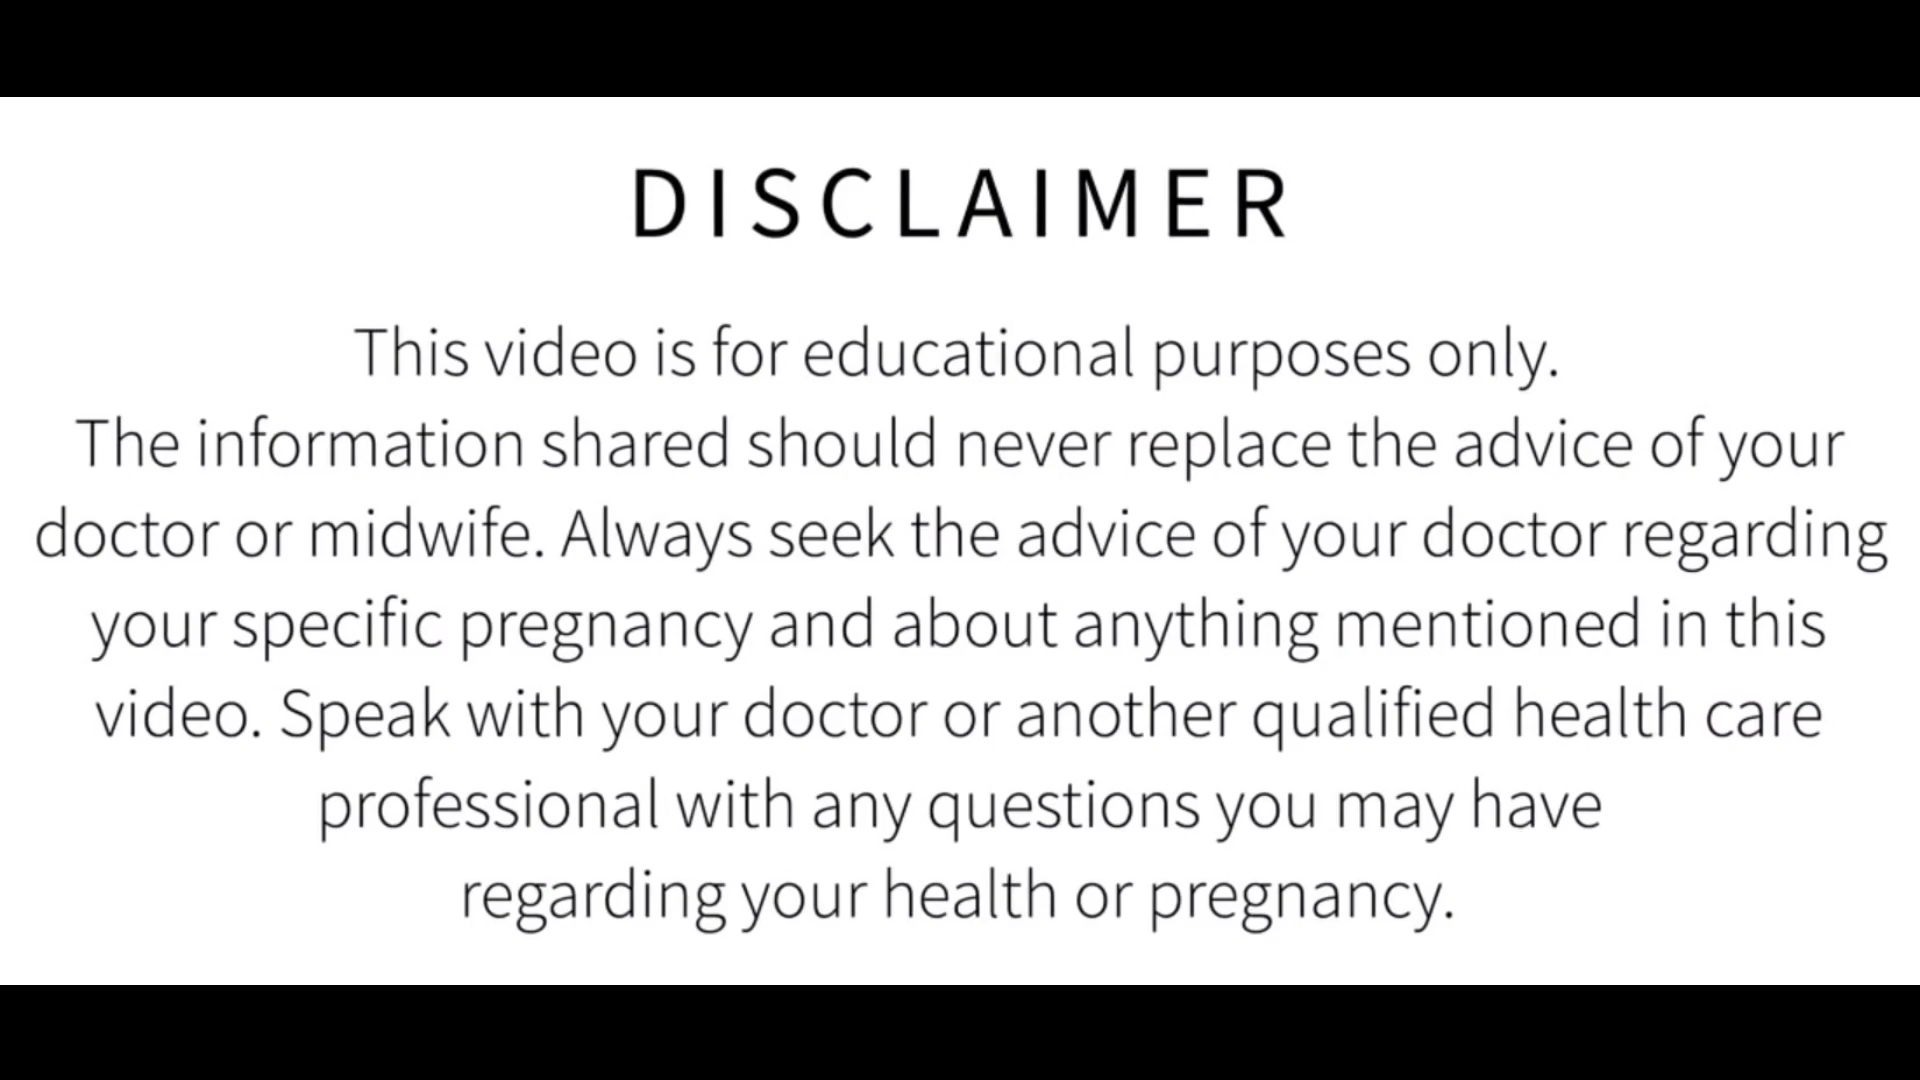 DISCLAIMER
This video is for educational purposes only.
The information shared should never replace the advice of your
doctor or midwife. Always seek the advice of your doctor regarding
your specific pregnancy and about anything mentioned in this
video. Speak with your doctor or another qualified health care
professional with any questions you may have
regarding your health or pregnancy.